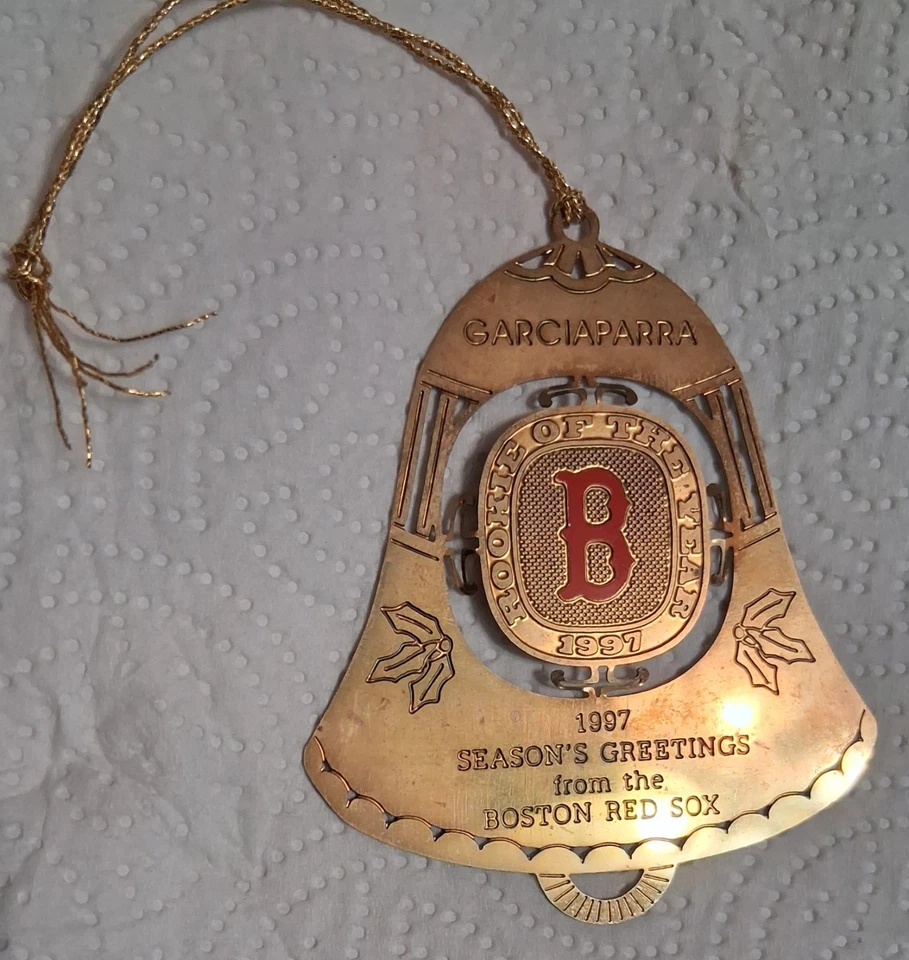 GARCIAPARRA
ROOKIE OF THE YEAR
B
1997
1997
SEASON'S GREETINGS
from the
BOSTON RED SOX